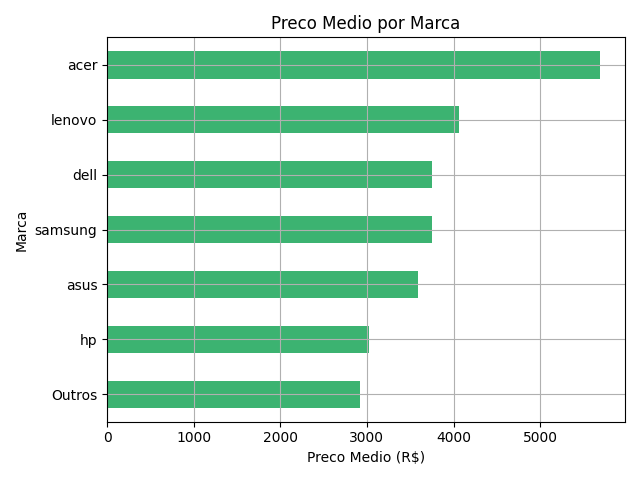 Preco Medio por Marca
acer
lenovo
dell
samsung
asus
hp
Outros
Marca
0 1000 2000 3000 4000 5000
Preco Medio (R$)